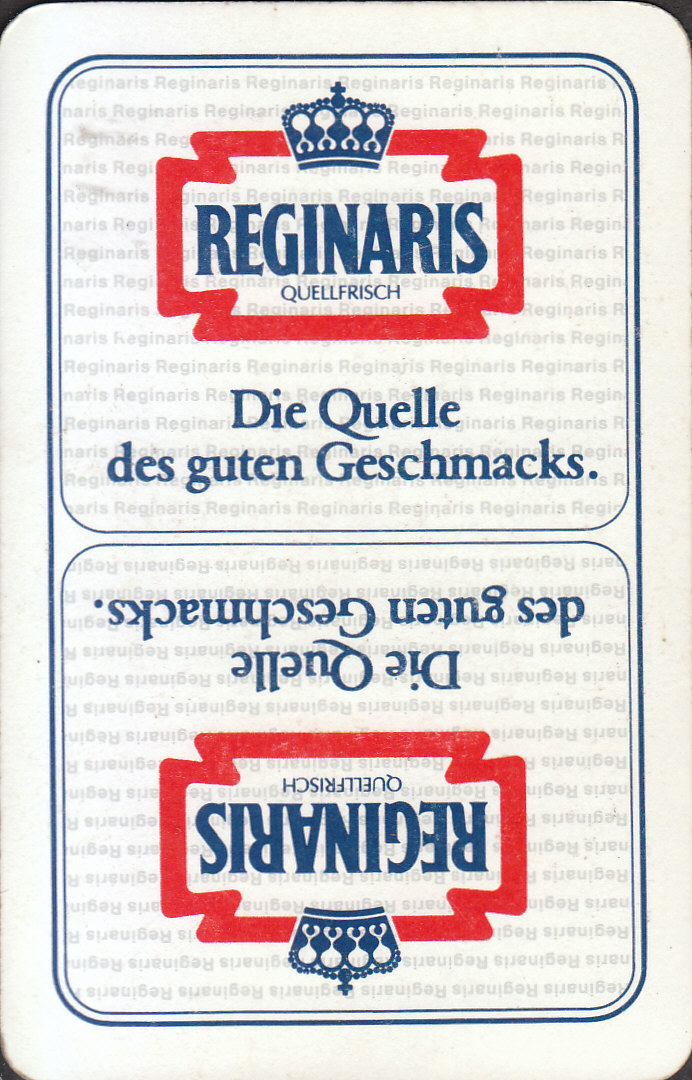 REGINARIS
QUELLFRISCH
Die Quelle
des guten Geschmacks.
Die Quelle
des guten Geschmacks.
QUELLFRISCH
REGINARIS